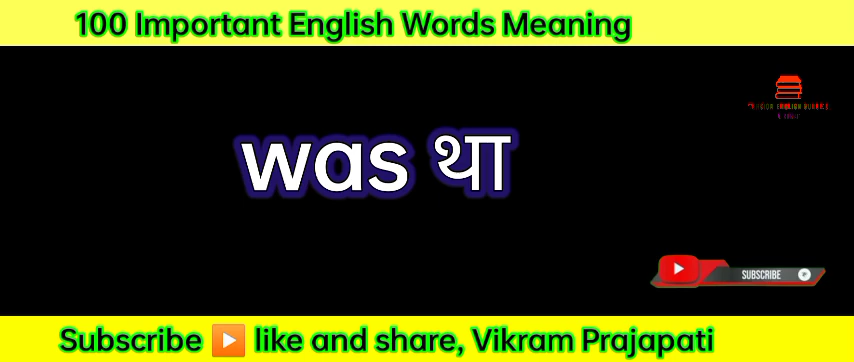 100 Important English Words Meaning
was था
SUBSCRIBE
Subscribe ▶️ like and share, Vikram Prajapati